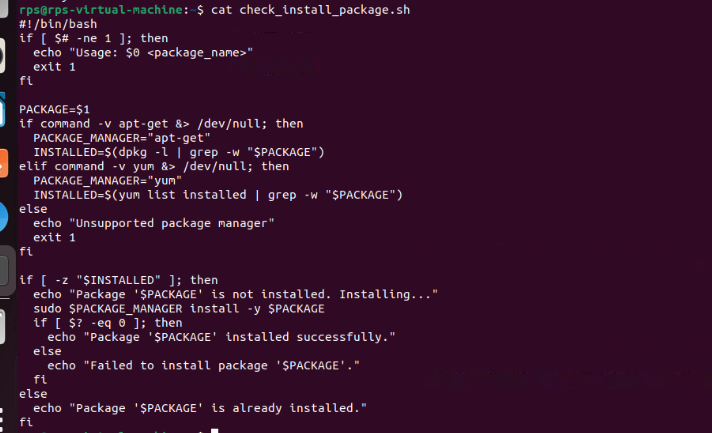 rps@rps-virtual-machine:~$ cat check_install_package.sh
#!/bin/bash
if [ $# -ne 1 ]; then
  echo "Usage: $0 <package_name>"
  exit 1
fi

PACKAGE=$1
if command -v apt-get &> /dev/null; then
  PACKAGE_MANAGER="apt-get"
  INSTALLED=$(dpkg -l | grep -w "$PACKAGE")
elif command -v yum &> /dev/null; then
  PACKAGE_MANAGER="yum"
  INSTALLED=$(yum list installed | grep -w "$PACKAGE")
else
  echo "Unsupported package manager"
  exit 1
fi

if [ -z "$INSTALLED" ]; then
  echo "Package '$PACKAGE' is not installed. Installing..."
  sudo $PACKAGE_MANAGER install -y $PACKAGE
  if [ $? -eq 0 ]; then
    echo "Package '$PACKAGE' installed successfully."
  else
    echo "Failed to install package '$PACKAGE'."
  fi
else
  echo "Package '$PACKAGE' is already installed."
fi